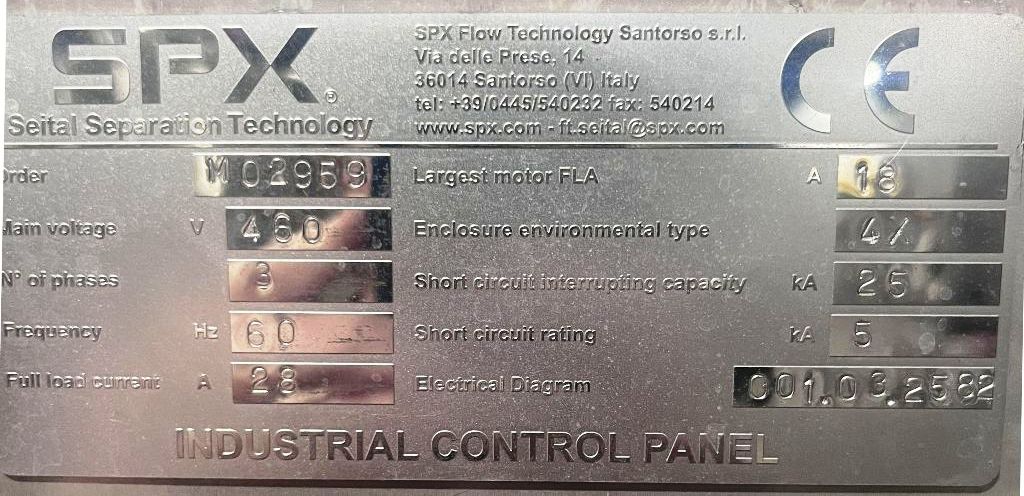 SPX®
Seital Separation Technology
SPX Flow Technology Santorso s.r.l.
Via delle Prese, 14
36014 Santorso (VI) Italy
tel: +39/0445/540232 fax: 540214
www.spx.com - ft.seital@spx.com
CE
Order M02959
Main voltage V 460
N° of phases 3
Frequency Hz 60
Full load current A 28
Largest motor FLA A 18
Enclosure environmental type
Short circuit interrupting capacity kA 25
Short circuit rating kA 5
Electrical Diagram 001.03.2582
INDUSTRIAL CONTROL PANEL